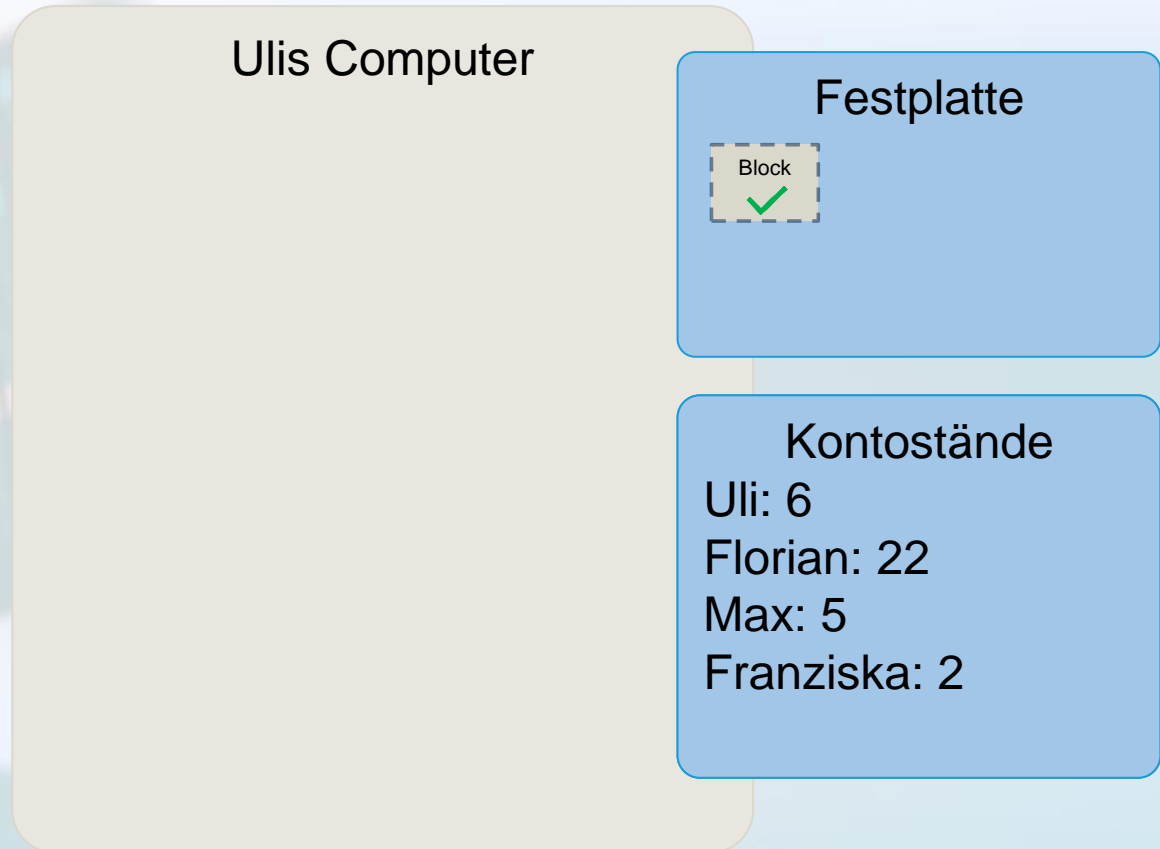 Ulis Computer
Festplatte
Block
Kontostände
Uli: 6
Florian: 22
Max: 5
Franziska: 2